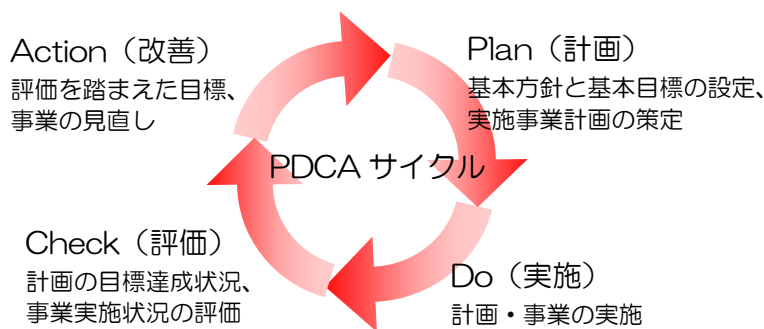 Action（改善）
評価を踏まえた目標、
事業の見直し
Plan（計画）
基本方針と基本目標の設定、
実施事業計画の策定
PDCA サイクル
Check（評価）
計画の目標達成状況、
事業実施状況の評価
Do（実施）
計画・事業の実施